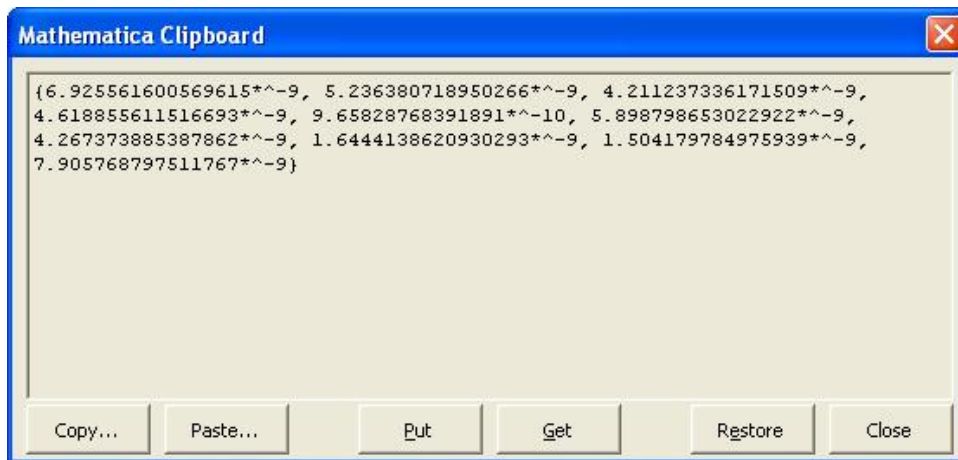 Mathematica Clipboard
{6.925561600569615*^-9, 5.236380718950266*^-9, 4.211237336171509*^-9,
4.618855611516693*^-9, 9.65828768391891*^-10, 5.898798653022922*^-9,
4.267373885387862*^-9, 1.6444138620930293*^-9, 1.504179784975939*^-9,
7.905768797511767*^-9}
Copy... Paste... Put Get Restore Close